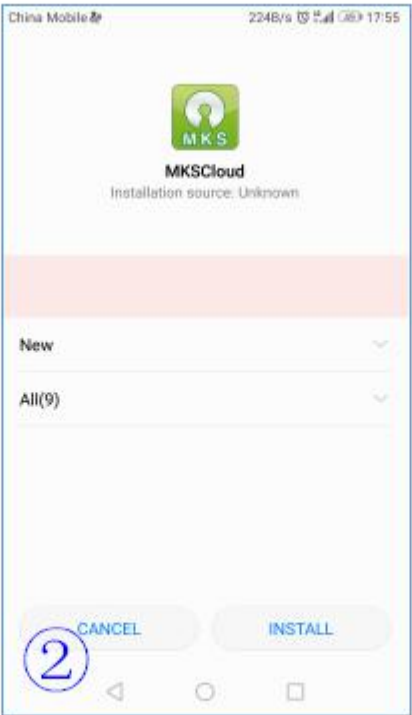 China Mobile 224B/s 17:55
MKS
MKSCloud
Installation source: Unknown
New
All(9)
CANCEL INSTALL
②